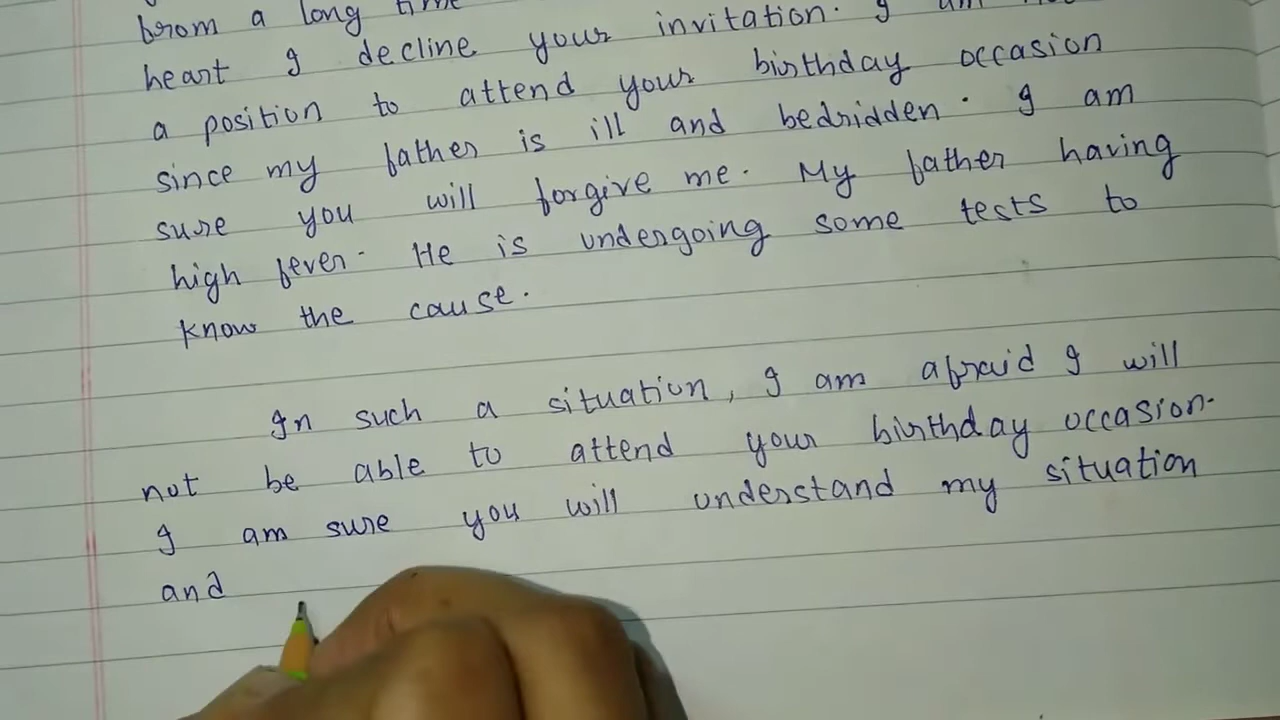 from a long time
heart I decline your invitation. I am
a position to attend your birthday occasion
since my father is ill and bedridden. I am
sure you will forgive me. My father having
high fever. He is undergoing some tests to
know the cause.
In such a situation, I am afraid I will
not be able to attend your birthday occasion.
I am sure you will understand my situation
and